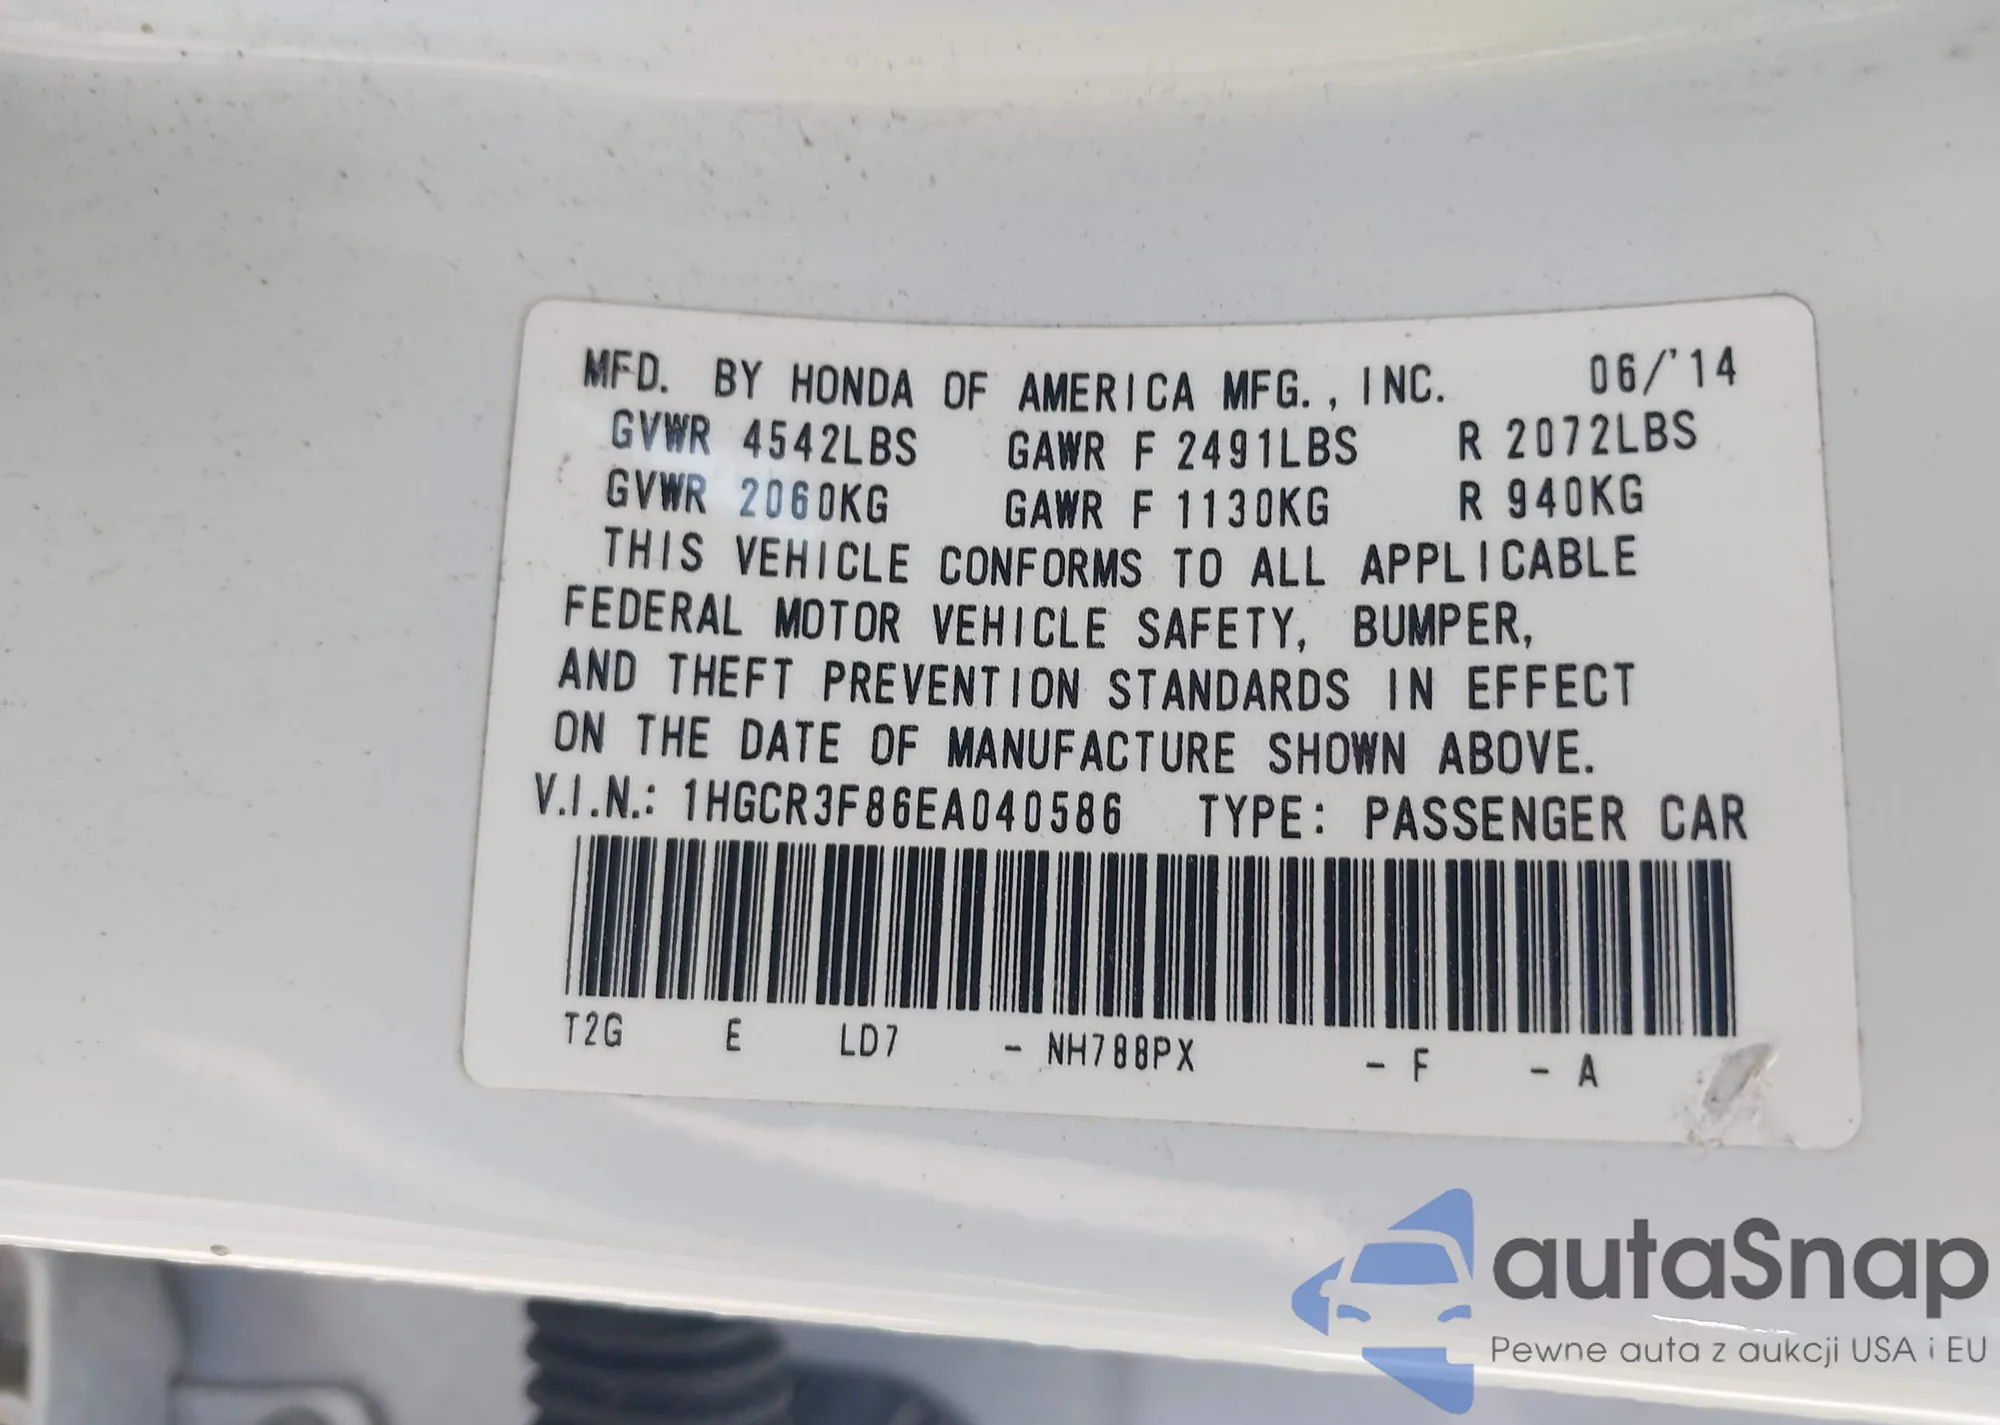 MFD. BY HONDA OF AMERICA MFG., INC. 06/'14
GVWR 4542LBS GAWR F 2491LBS R 2072LBS
GVWR 2060KG GAWR F 1130KG R 940KG
THIS VEHICLE CONFORMS TO ALL APPLICABLE
FEDERAL MOTOR VEHICLE SAFETY, BUMPER,
AND THEFT PREVENTION STANDARDS IN EFFECT
ON THE DATE OF MANUFACTURE SHOWN ABOVE.
V.I.N.: 1HGCR3F86EA040586 TYPE: PASSENGER CAR
T2G E LD7 - NH788PX - F - A
autaSnap
Pewne auta z aukcji USA i EU